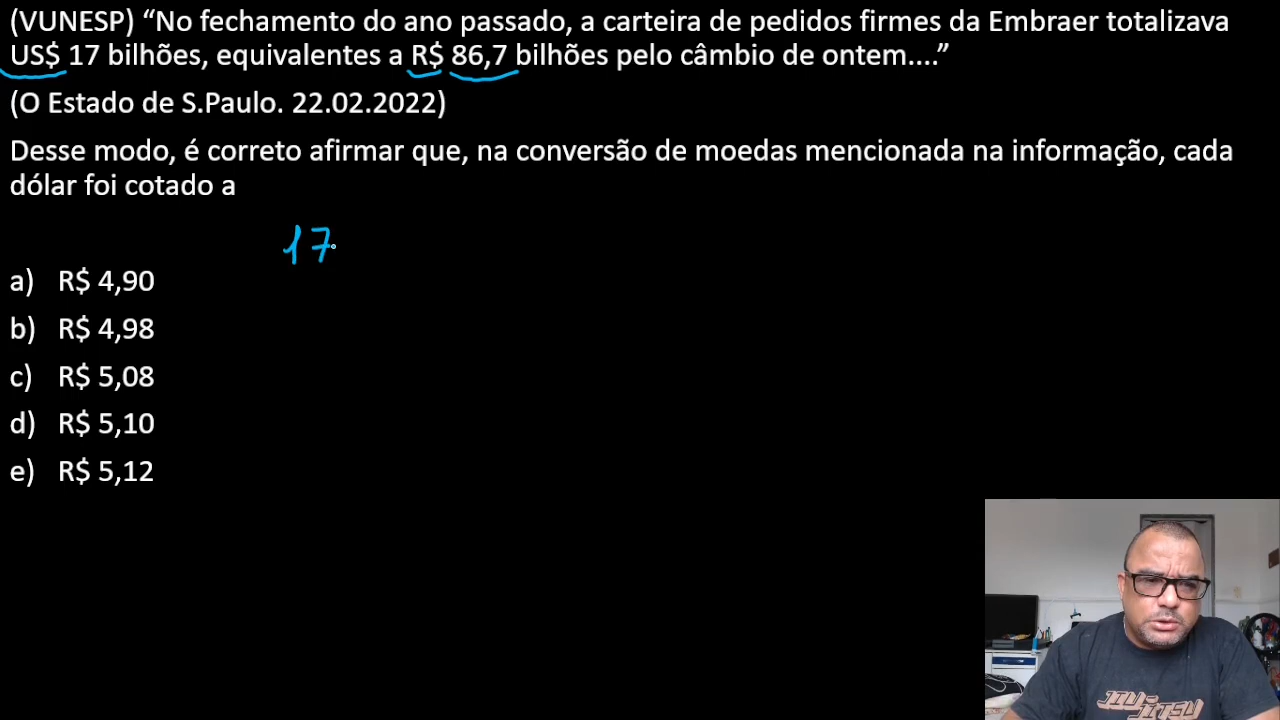 (VUNESP) “No fechamento do ano passado, a carteira de pedidos firmes da Embraer totalizava
US$ 17 bilhões, equivalentes a R$ 86,7 bilhões pelo câmbio de ontem....”
(O Estado de S.Paulo. 22.02.2022)
Desse modo, é correto afirmar que, na conversão de moedas mencionada na informação, cada
dólar foi cotado a
17
a) R$ 4,90
b) R$ 4,98
c) R$ 5,08
d) R$ 5,10
e) R$ 5,12
JIU-
JITSU